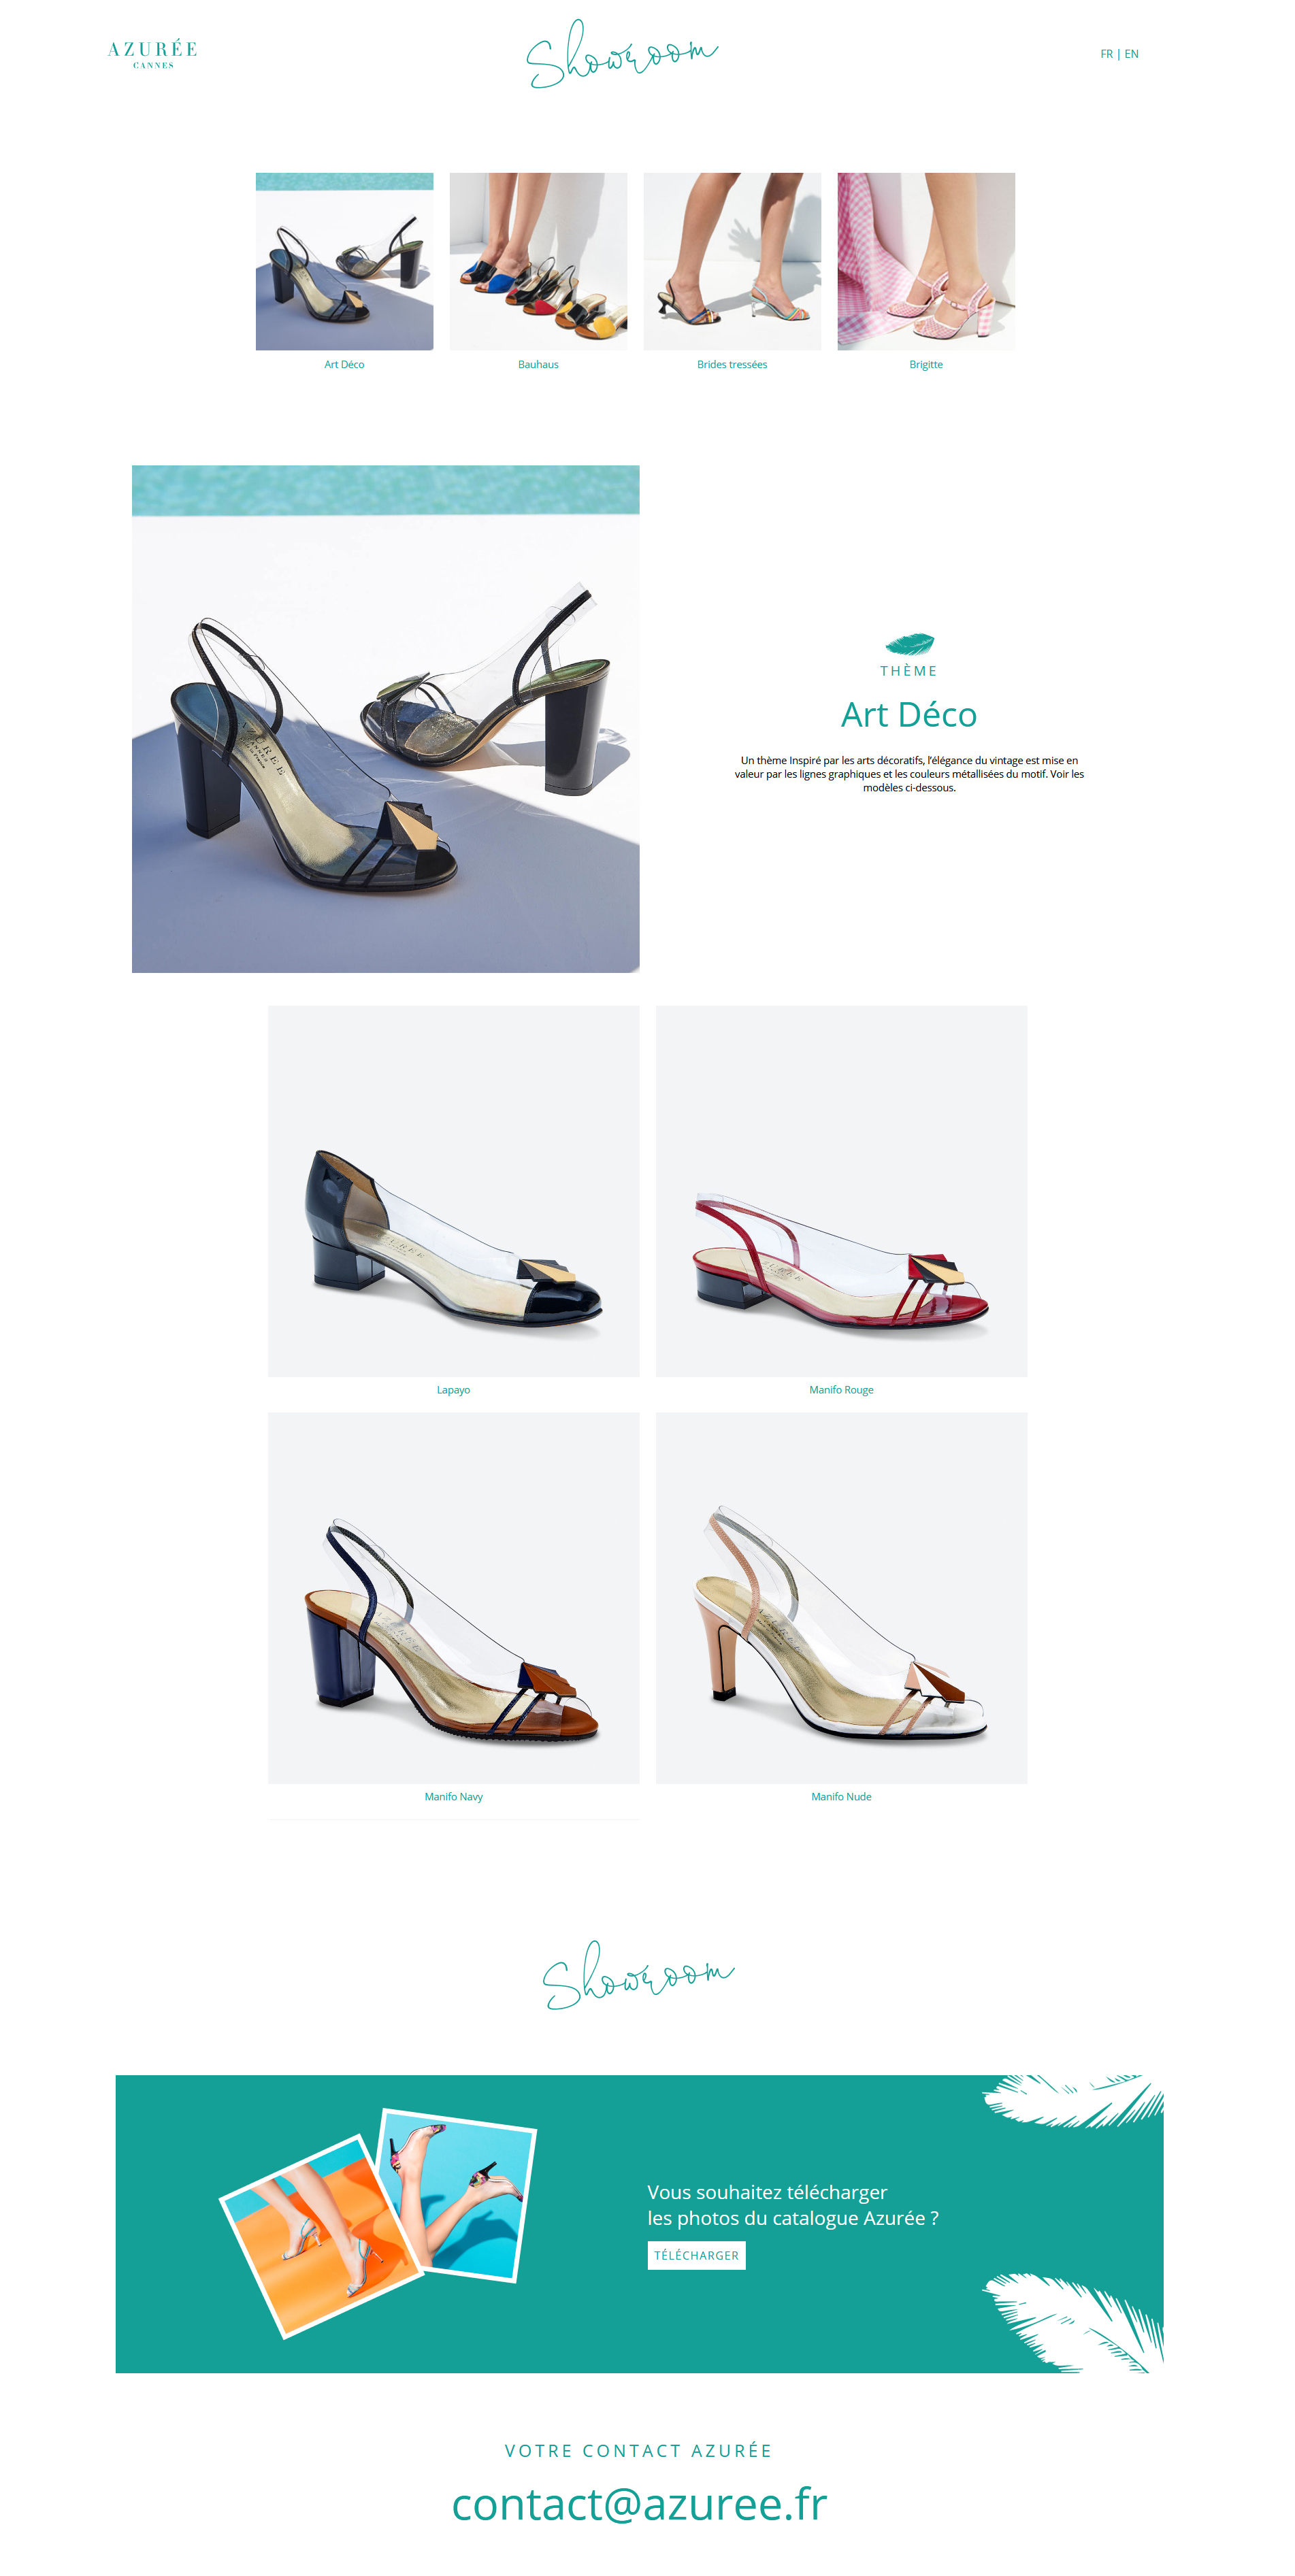 AZURÉE
CANNES
Showroom
FR | EN
Art Déco
Bauhaus
Brides tressées
Brigitte
THÈME
Art Déco
Un thème Inspiré par les arts décoratifs, l'élégance du vintage est mise en
valeur par les lignes graphiques et les couleurs métallisées du motif. Voir les
modèles ci-dessous.
AZURÉE
CANNES
Lapayo
Manifo Rouge
Manifo Navy
Manifo Nude
Showroom
Vous souhaitez télécharger
les photos du catalogue Azurée ?
TÉLÉCHARGER
VOTRE CONTACT AZURÉE
contact@azuree.fr